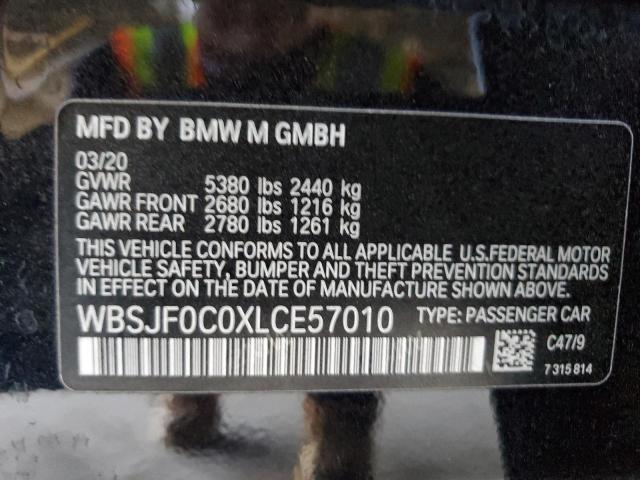 MFD BY BMW M GMBH
03/20
GVWR 5380 lbs 2440 kg
GAWR FRONT 2680 lbs 1216 kg
GAWR REAR 2780 lbs 1261 kg
THIS VEHICLE CONFORMS TO ALL APPLICABLE U.S.FEDERAL MOTOR
VEHICLE SAFETY, BUMPER AND THEFT PREVENTION STANDARDS
IN EFFECT ON THE DATE OF MANUFACTURE SHOWN ABOVE.
WBSJF0C0XLCE57010 TYPE: PASSENGER CAR
C47/9
7 315 814